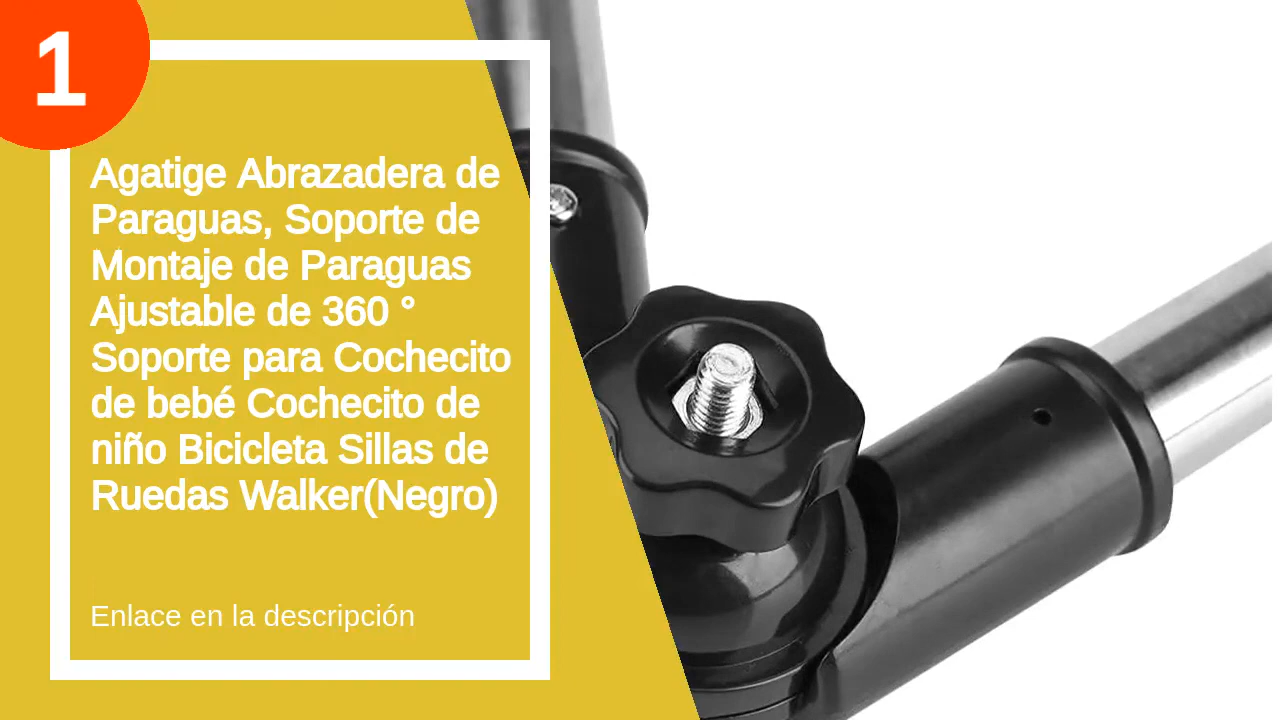 1
Agatige Abrazadera de
Paraguas, Soporte de
Montaje de Paraguas
Ajustable de 360 °
Soporte para Cochecito
de bebé Cochecito de
niño Bicicleta Sillas de
Ruedas Walker(Negro)
Enlace en la descripción